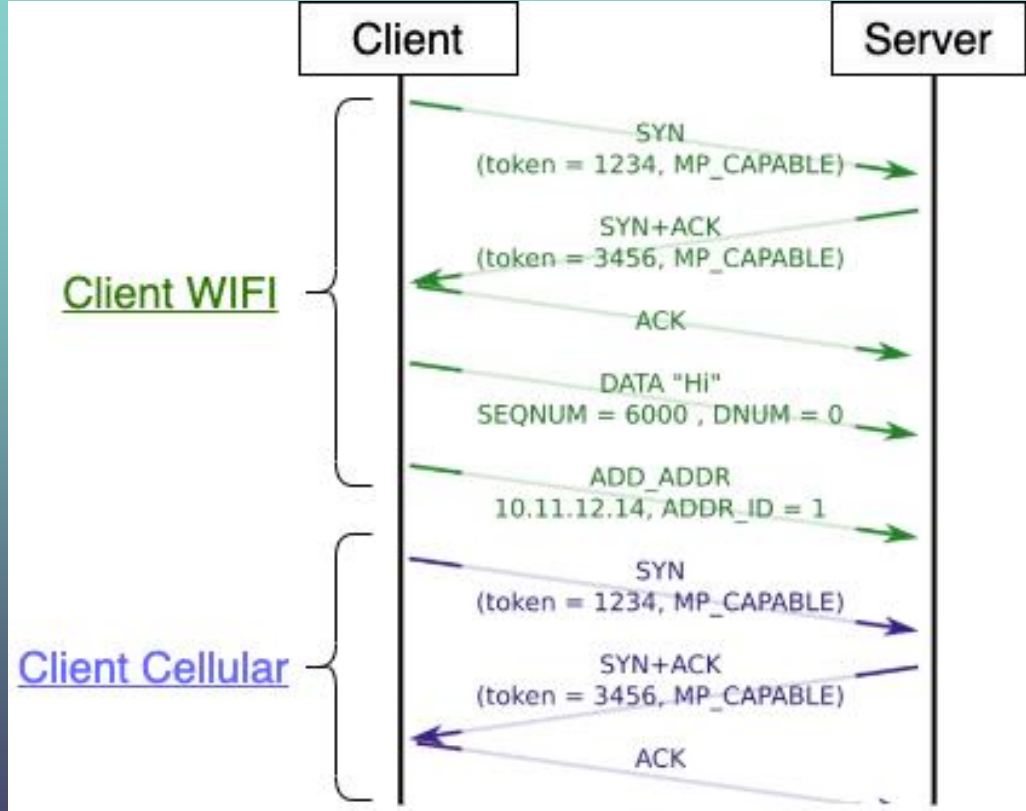 Client
Server
SYN
(token = 1234, MP_CAPABLE)
SYN+ACK
(token = 3456, MP_CAPABLE)
Client WIFI
ACK
DATA "Hi"
SEQNUM = 6000 , DNUM = 0
ADD_ADDR
10.11.12.14, ADDR_ID = 1
SYN
(token = 1234, MP_CAPABLE)
Client Cellular
SYN+ACK
(token = 3456, MP_CAPABLE)
ACK